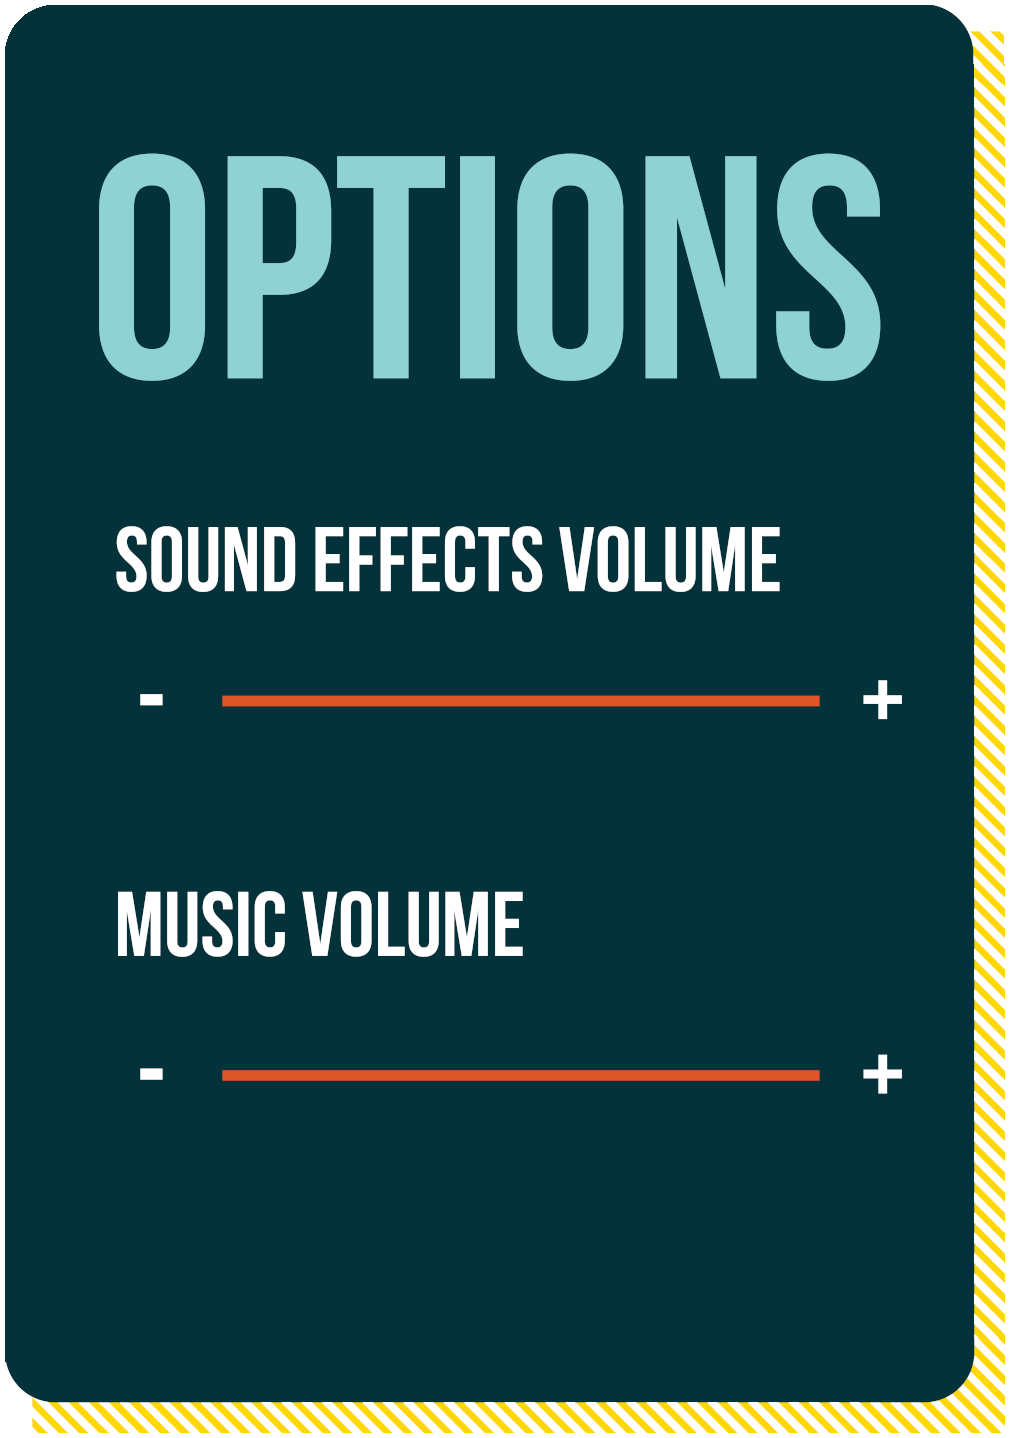 OPTIONS
SOUND EFFECTS VOLUME
- +
MUSIC VOLUME
- +